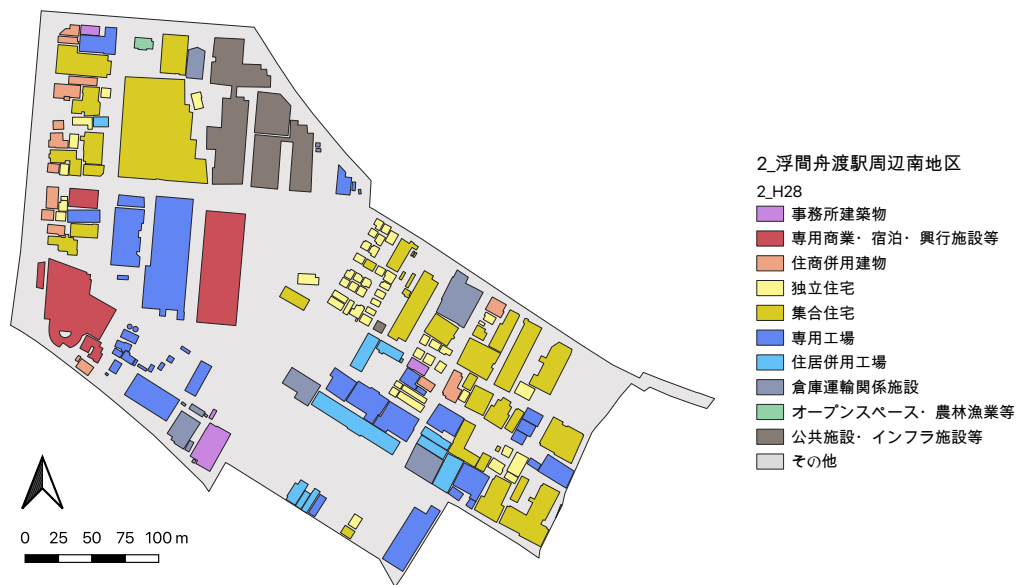 2_浮間舟渡駅周辺南地区
2_H28
事務所建築物
専用商業・宿泊・興行施設等
住商併用建物
独立住宅
集合住宅
専用工場
住居併用工場
倉庫運輸関係施設
オープンスペース・農林漁業等
公共施設・インフラ施設等
その他
0 25 50 75 100 m